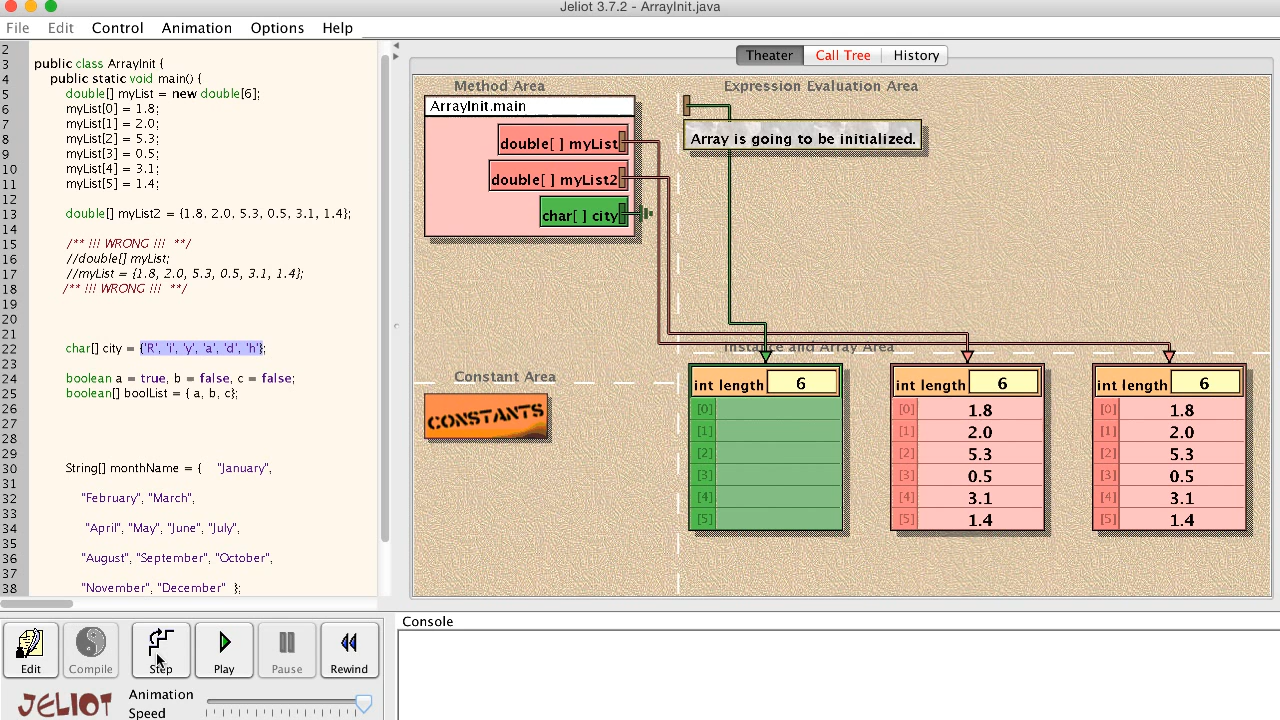 Jeliot 3.7.2 - ArrayInit.java
File Edit Control Animation Options Help
Theater Call Tree History
2
3 public class ArrayInit{
4 public static void main() {
5 double[] myList = new double[6];
6 myList[0] = 1.8;
7 myList[1] = 2.0;
8 myList[2] = 5.3;
9 myList[3] = 0.5;
10 myList[4] = 3.1;
11 myList[5] = 1.4;
12
13 double[] myList2 = {1.8, 2.0, 5.3, 0.5, 3.1, 1.4};
14
15 /** !!! WRONG !!! **/
16 //double[] myList;
17 //myList = {1.8, 2.0, 5.3, 0.5, 3.1, 1.4};
18 /** !!! WRONG !!! **/
19
20
21
22 char[] city = {'R', 'i', 'y', 'a', 'd', 'h'};
23
24 boolean a = true, b = false, c = false;
25 boolean[] boolList = { a, b, c};
26
27
28
29
30 String[] monthName = { "January",
31
32 "February", "March",
33
34 "April", "May", "June", "July",
35
36 "August", "September", "October",
37
38 "November", "December" };
Method Area
ArrayInit.main
double[ ] myList
double[ ] myList2
char[ ] city
Expression Evaluation Area
Array is going to be initialized.
Constant Area
CONSTANTS
Instance and Array Area
int length 6
[0]
[1]
[2]
[3]
[4]
[5]
int length 6
[0] 1.8
[1] 2.0
[2] 5.3
[3] 0.5
[4] 3.1
[5] 1.4
int length 6
[0] 1.8
[1] 2.0
[2] 5.3
[3] 0.5
[4] 3.1
[5] 1.4
Edit Compile Step Play Pause Rewind
JELIOT
Animation
Speed
Console